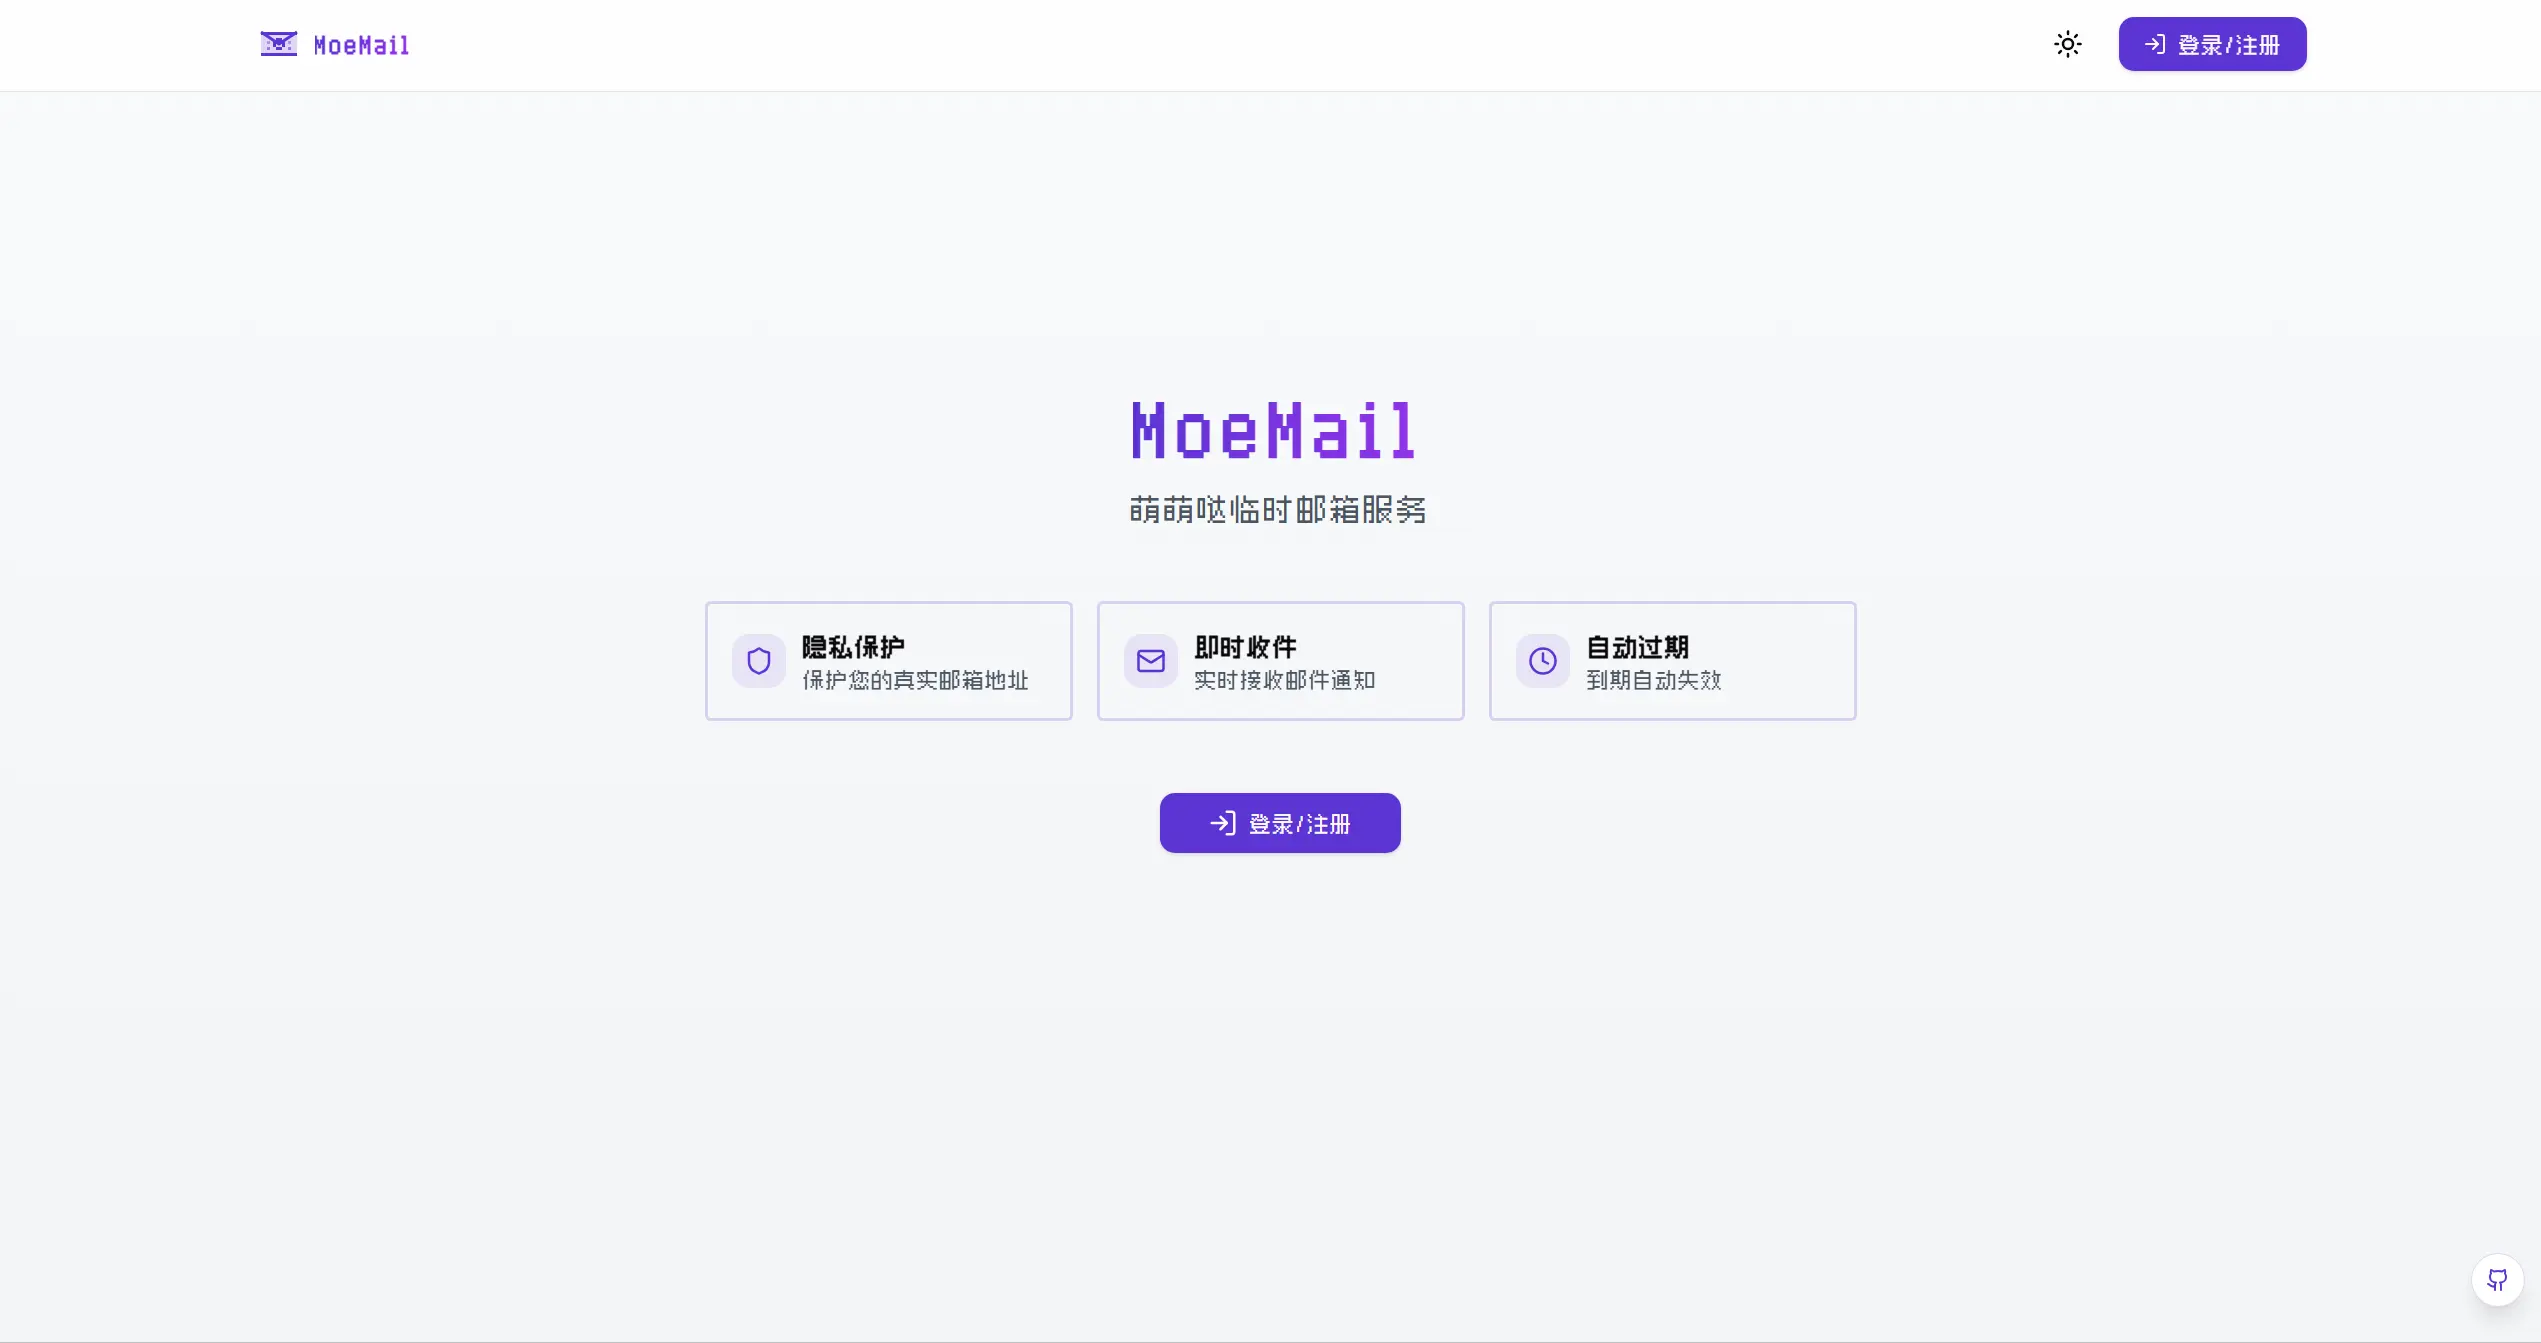 MoeMail
登录/注册
MoeMail
萌萌哒临时邮箱服务
隐私保护
保护您的真实邮箱地址
即时收件
实时接收邮件通知
自动过期
到期自动失效
登录/注册